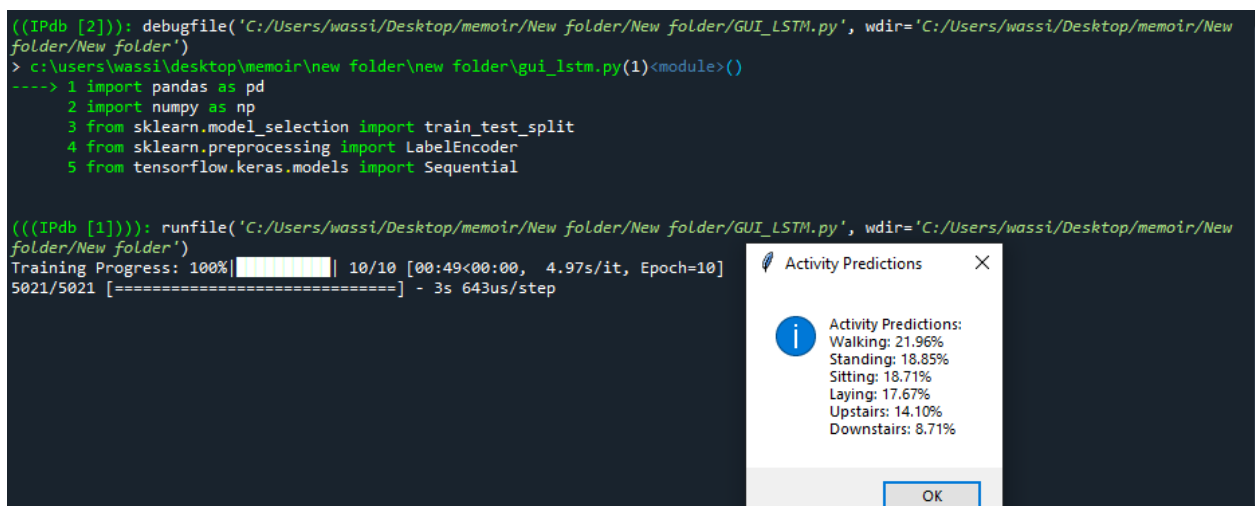 ((IPdb [2])): debugfile('C:/Users/wassi/Desktop/memoir/New folder/New folder/GUI_LSTM.py', wdir='C:/Users/wassi/Desktop/memoir/New
folder/New folder')
> c:\users\wassi\desktop\memoir\new folder\new folder\gui_lstm.py(1)<module>()
----> 1 import pandas as pd
2 import numpy as np
3 from sklearn.model_selection import train_test_split
4 from sklearn.preprocessing import LabelEncoder
5 from tensorflow.keras.models import Sequential
(((IPdb [1]))): runfile('C:/Users/wassi/Desktop/memoir/New folder/New folder/GUI_LSTM.py', wdir='C:/Users/wassi/Desktop/memoir/New
folder/New folder')
Training Progress: 100%|██████████| 10/10 [00:49<00:00, 4.97s/it, Epoch=10]
5021/5021 [==============================] - 3s 643us/step
Activity Predictions
Activity Predictions:
Walking: 21.96%
Standing: 18.85%
Sitting: 18.71%
Laying: 17.67%
Upstairs: 14.10%
Downstairs: 8.71%
OK